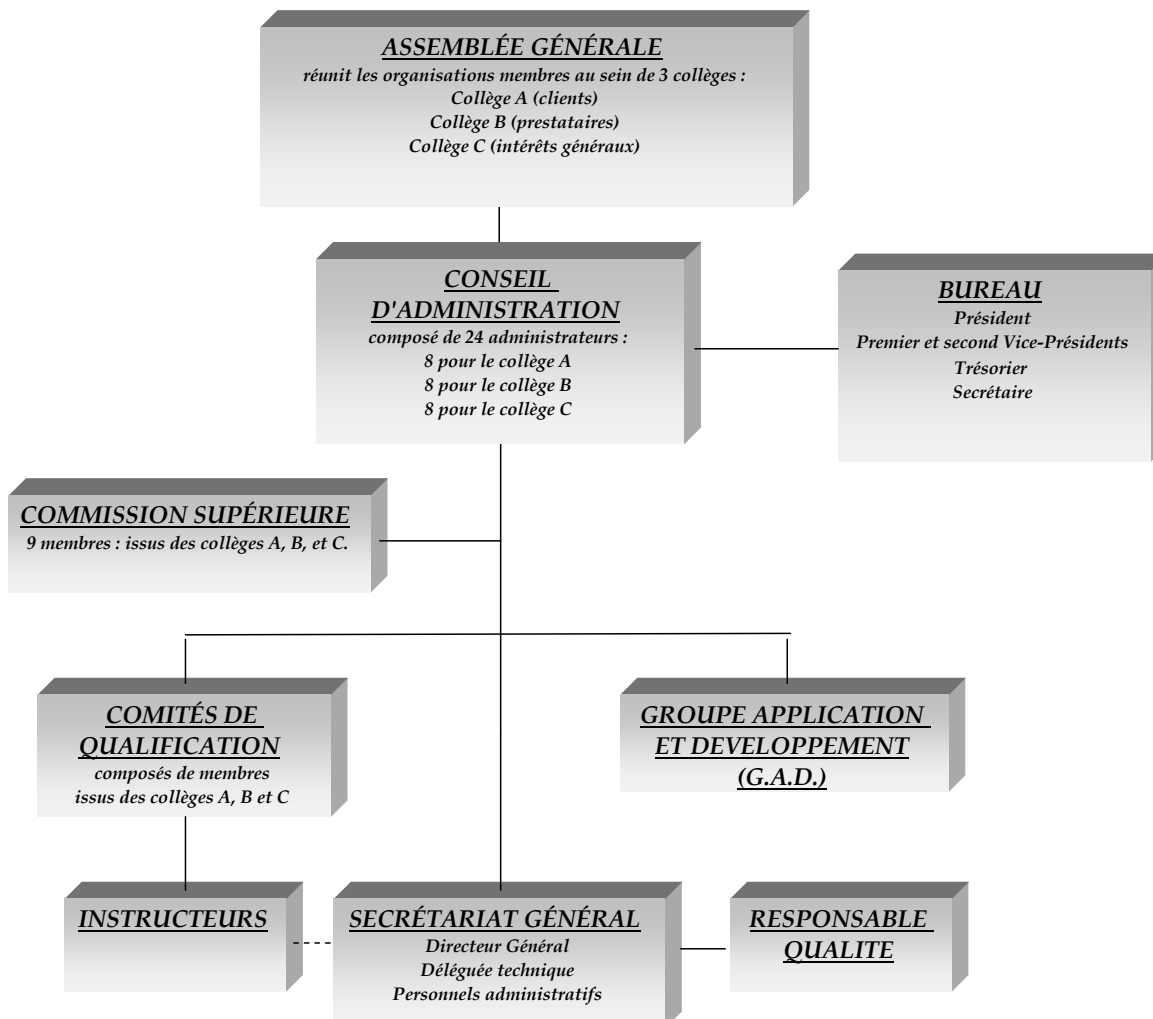 ASSEMBLÉE GÉNÉRALE
réunit les organisations membres au sein de 3 collèges :
Collège A (clients)
Collège B (prestataires)
Collège C (intérêts généraux)
CONSEIL
D'ADMINISTRATION
composé de 24 administrateurs :
8 pour le collège A
8 pour le collège B
8 pour le collège C
BUREAU
Président
Premier et second Vice-Présidents
Trésorier
Secrétaire
COMMISSION SUPÉRIEURE
9 membres : issus des collèges A, B, et C.
COMITÉS DE
QUALIFICATION
composés de membres
issus des collèges A, B et C
GROUPE APPLICATION
ET DEVELOPPEMENT
(G.A.D.)
INSTRUCTEURS
SECRÉTARIAT GÉNÉRAL
Directeur Général
Déléguée technique
Personnels administratifs
RESPONSABLE
QUALITE